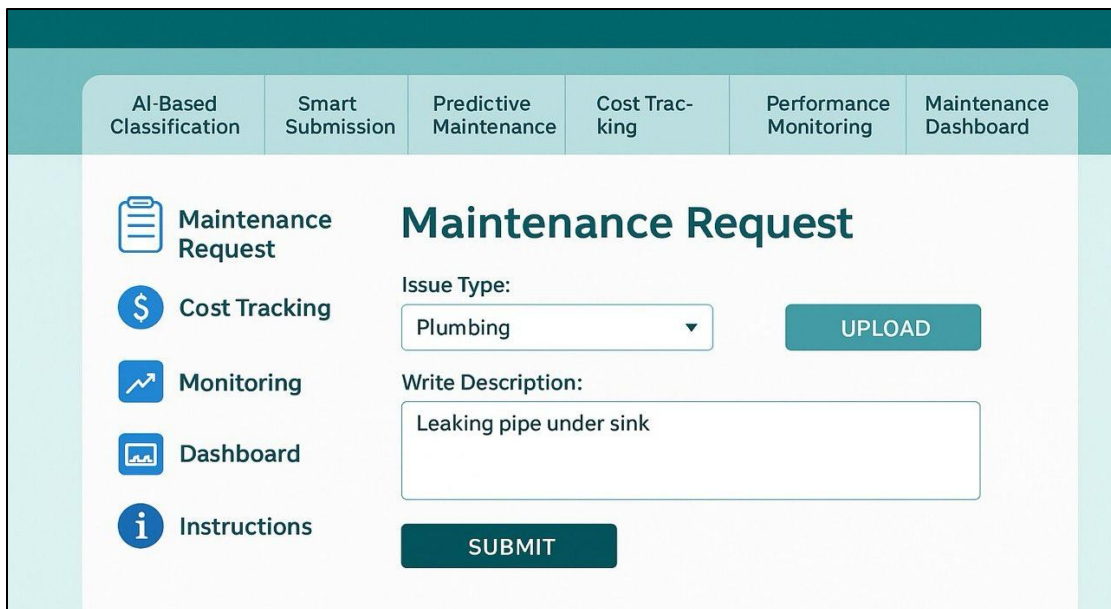 AI-Based
Classification
Smart
Submission
Predictive
Maintenance
Cost Trac-
king
Performance
Monitoring
Maintenance
Dashboard
Maintenance
Request
Cost Tracking
Monitoring
Dashboard
Instructions
Maintenance Request
Issue Type:
Plumbing
UPLOAD
Write Description:
Leaking pipe under sink
SUBMIT